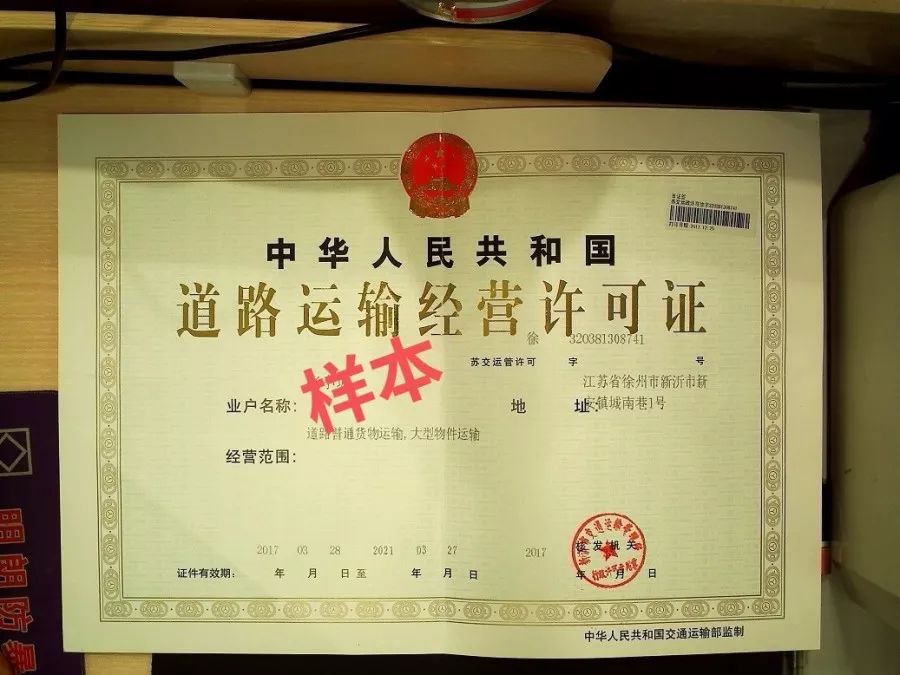 中华人民共和国
道路运输经营许可证
徐 320381308741
苏交运管许可 字 号
江苏省徐州市新沂市新
业户名称: 地 址:
安镇城南巷1号
样本
道路普通货物运输,大型物件运输
经营范围:
2017 03 28 2021 03 27 2017
核发机关
证件有效期: 年 月 日至 年 月 日 年 月 日
中华人民共和国交通运输部监制
明朗防暴